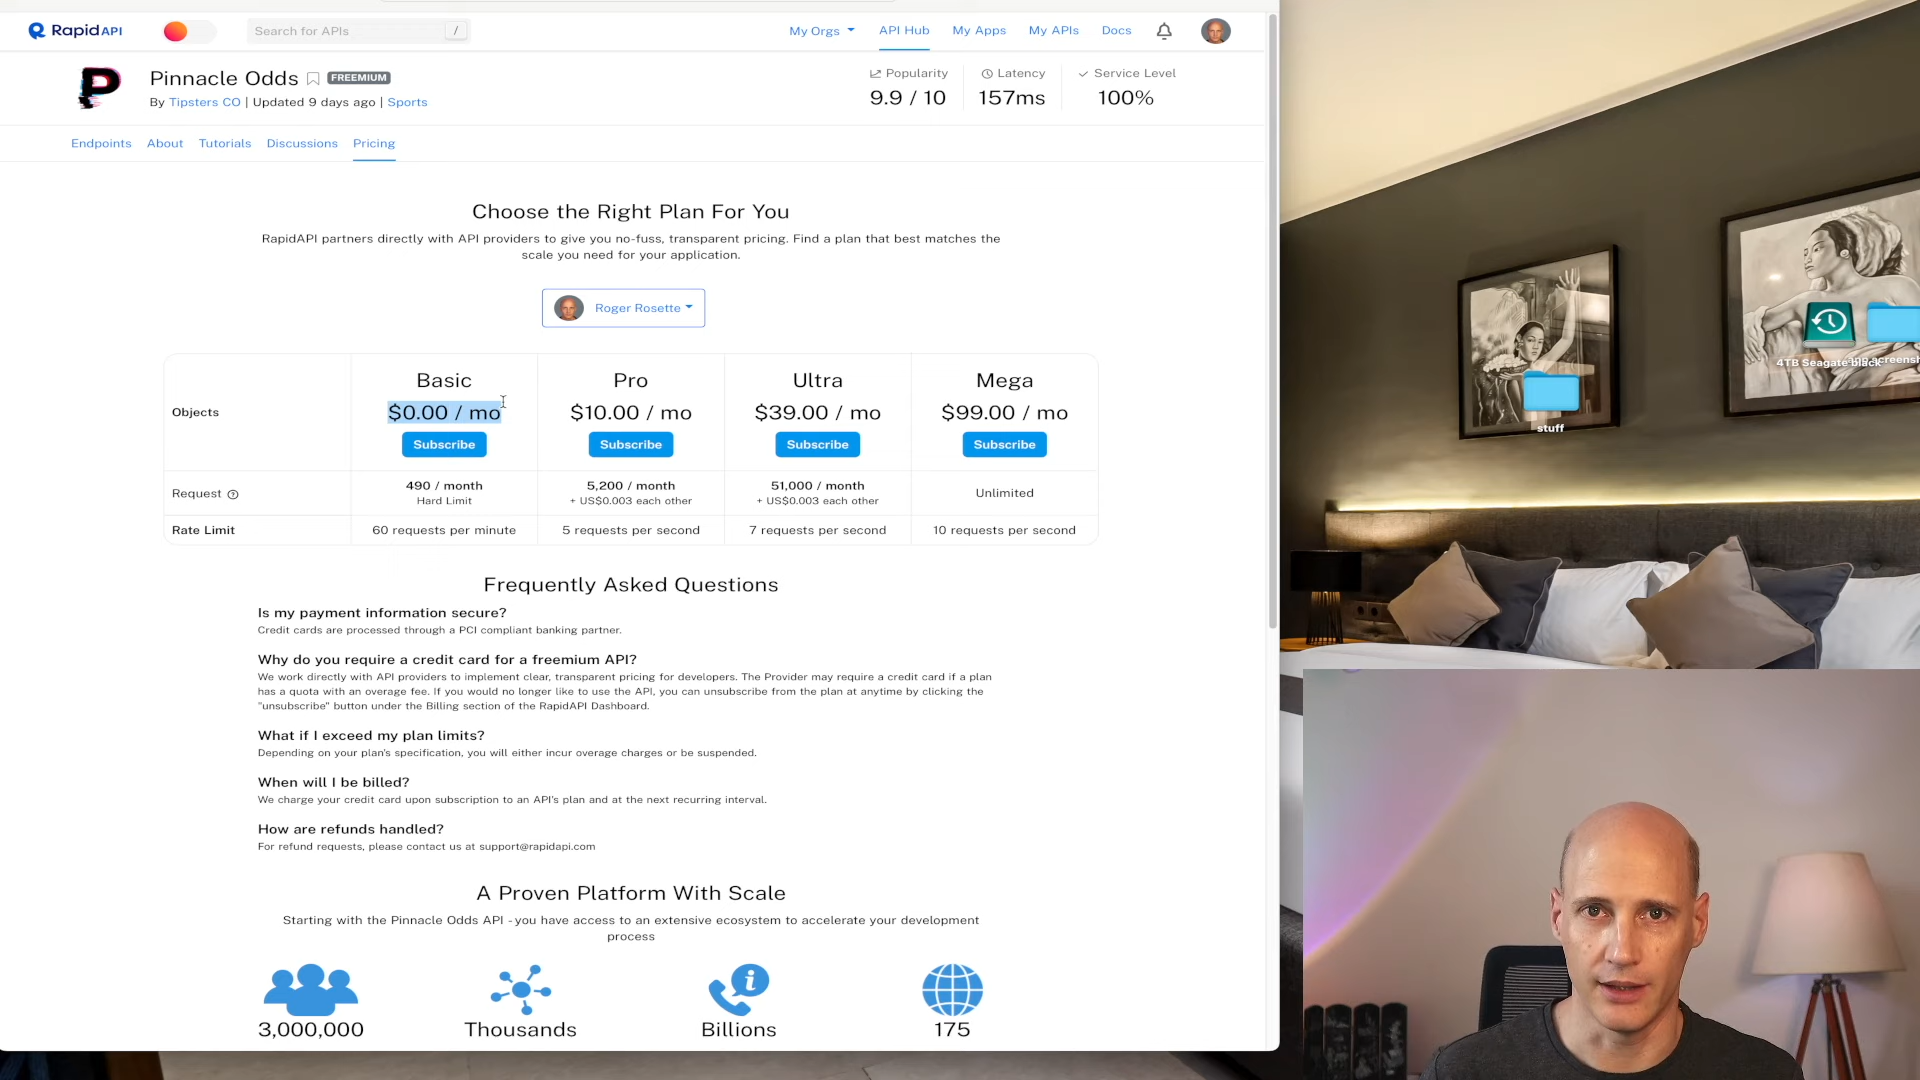 RapidAPI
Search for APIs
/
My Orgs
API Hub
My Apps
My APIs
Docs
Pinnacle Odds
FREEMIUM
By Tipsters CO | Updated 9 days ago | Sports
Popularity
9.9 / 10
Latency
157ms
Service Level
100%
Endpoints
About
Tutorials
Discussions
Pricing
Choose the Right Plan For You
RapidAPI partners directly with API providers to give you no-fuss, transparent pricing. Find a plan that best matches the
scale you need for your application.
Roger Rosette
Objects
Basic
$0.00 / mo
Subscribe
Pro
$10.00 / mo
Subscribe
Ultra
$39.00 / mo
Subscribe
Mega
$99.00 / mo
Subscribe
Request
490 / month
Hard Limit
5,200 / month
+ US$0.003 each other
51,000 / month
+ US$0.003 each other
Unlimited
Rate Limit
60 requests per minute
5 requests per second
7 requests per second
10 requests per second
Frequently Asked Questions
Is my payment information secure?
Credit cards are processed through a PCI compliant banking partner.
Why do you require a credit card for a freemium API?
We work directly with API providers to implement clear, transparent pricing for developers. The Provider may require a credit card if a plan
has a quota with an overage fee. If you would no longer like to use the API, you can unsubscribe from the plan at anytime by clicking the
"unsubscribe" button under the Billing section of the RapidAPI Dashboard.
What if I exceed my plan limits?
Depending on your plan's specification, you will either incur overage charges or be suspended.
When will I be billed?
We charge your credit card upon subscription to an API's plan and at the next recurring interval.
How are refunds handled?
For refund requests, please contact us at support@rapidapi.com
A Proven Platform With Scale
Starting with the Pinnacle Odds API - you have access to an extensive ecosystem to accelerate your development
process
3,000,000
Thousands
Billions
175
4TB Seagate black
stuff